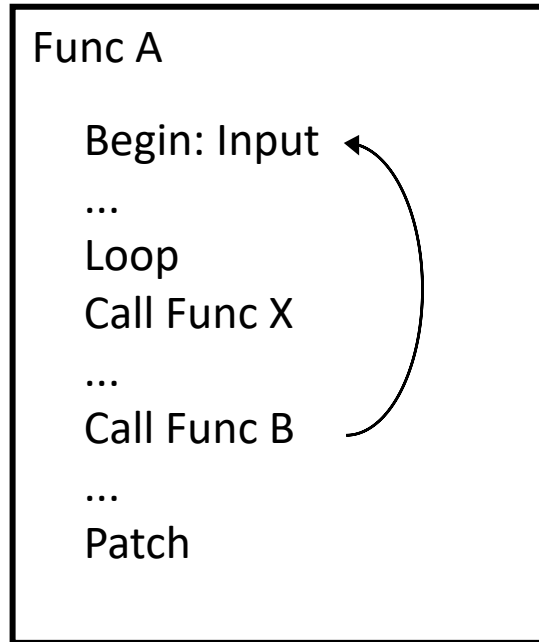 Func A
Begin: Input
...
Loop
Call Func X
...
Call Func B
...
Patch